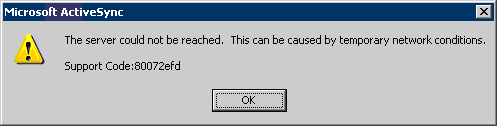 Microsoft ActiveSync
The server could not be reached.  This can be caused by temporary network conditions.
Support Code:80072efd
OK